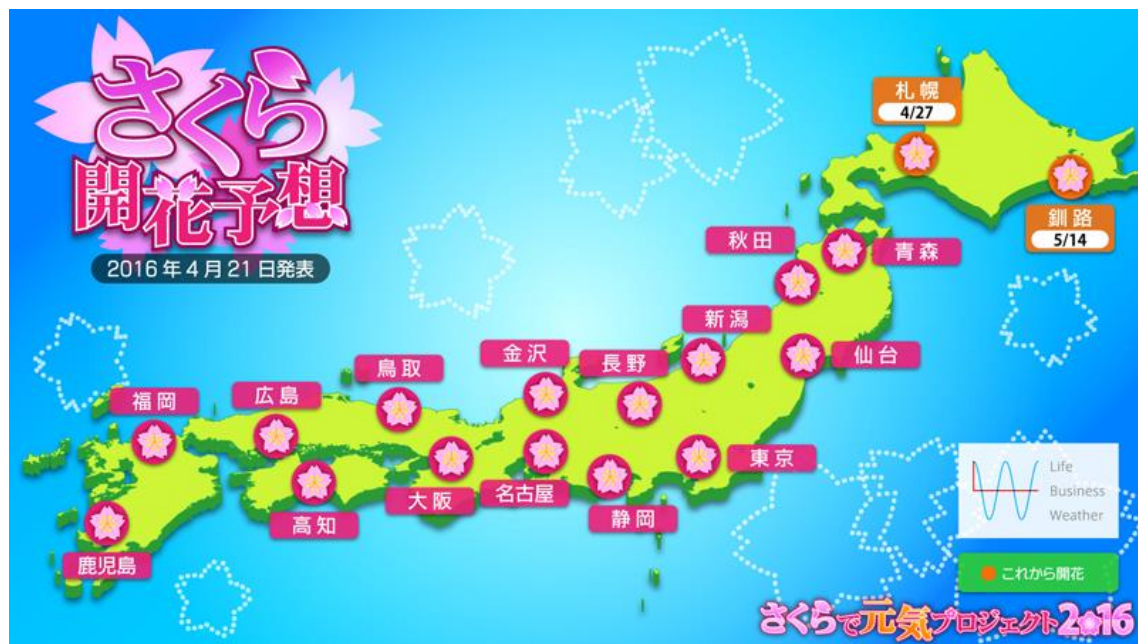 さくら
開花予想
2016年4月21日発表
札幌
4/27
釧路
5/14
秋田
青森
新潟
仙台
金沢
長野
鳥取
広島
福岡
東京
大阪
名古屋
静岡
高知
鹿児島
Life
Business
Weather
これから開花
さくらで元気プロジェクト2016